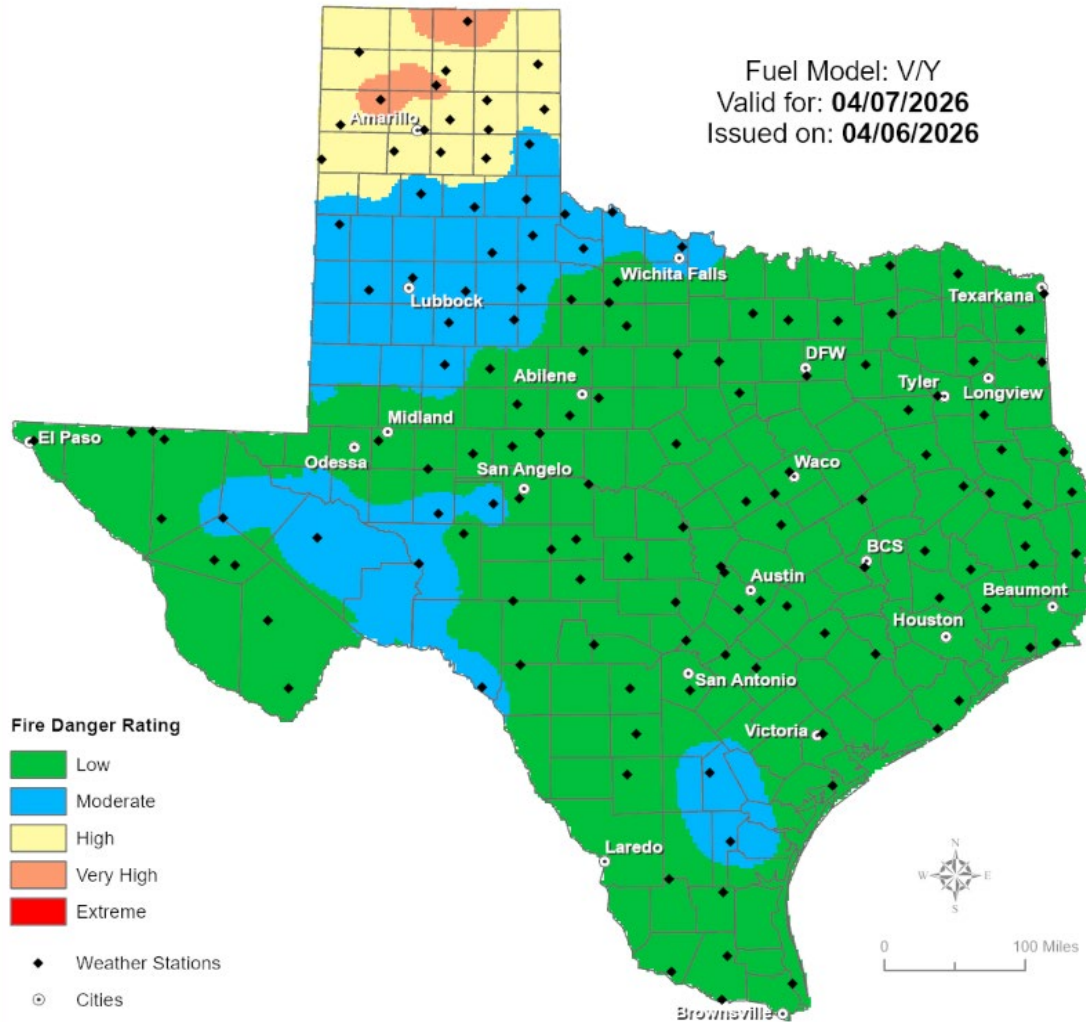 Fuel Model: V/Y
Valid for: 04/07/2026
Issued on: 04/06/2026
Amarillo
Wichita Falls
Lubbock
Texarkana
DFW
Abilene
Tyler
Longview
Midland
El Paso
Odessa
San Angelo
Waco
BCS
Austin
Beaumont
Houston
San Antonio
Victoria
Laredo
Brownsville
Fire Danger Rating
Low
Moderate
High
Very High
Extreme
Weather Stations
Cities
N
W E
S
0 100 Miles